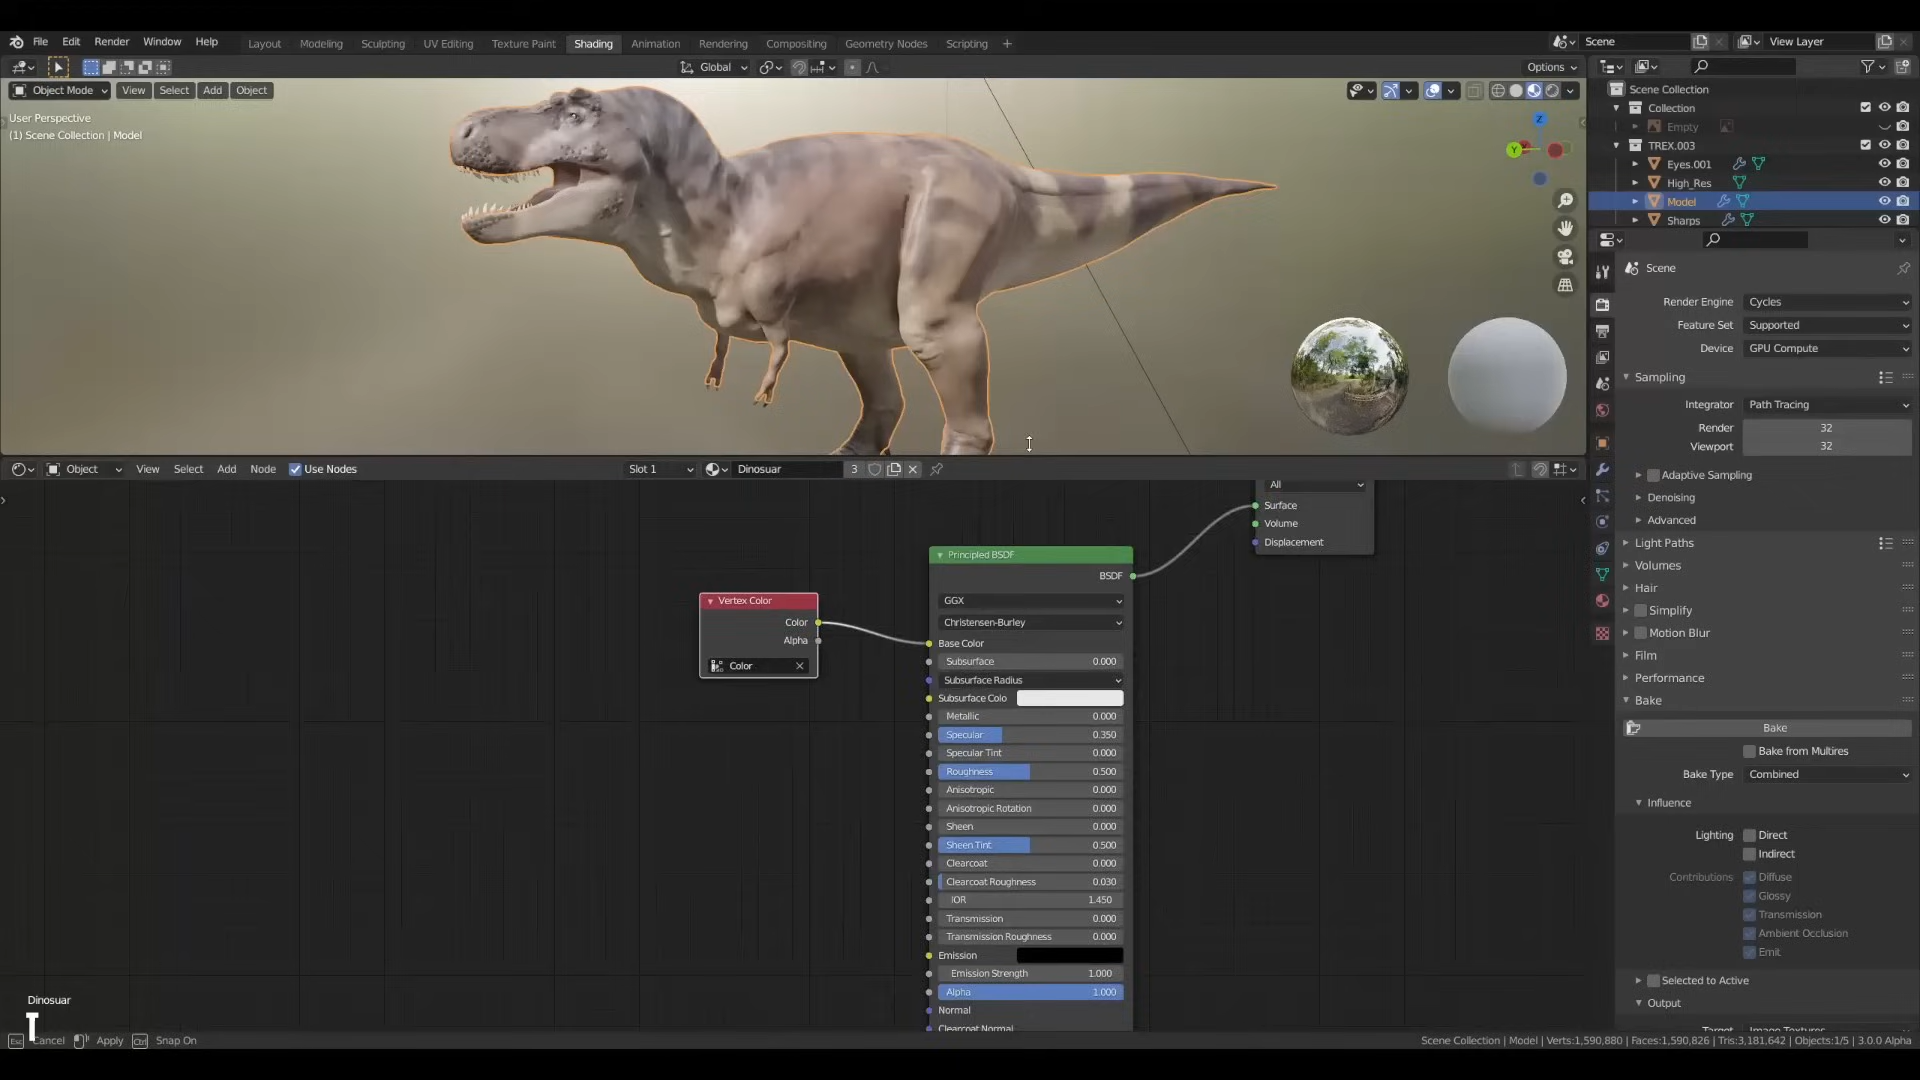 File Edit Render Window Help Layout Modeling Sculpting UV Editing Texture Paint Shading Animation Rendering Compositing Geometry Nodes Scripting + Scene View Layer
Global Options
Object Mode View Select Add Object
User Perspective
(1) Scene Collection | Model
Z
Y
Scene Collection
Collection
Empty
TREX.003
Eyes.001
High_Res
Model
Sharps
Scene
Render Engine Cycles
Feature Set Supported
Device GPU Compute
Sampling
Integrator Path Tracing
Render 32
Viewport 32
Adaptive Sampling
Denoising
Advanced
Light Paths
Volumes
Hair
Simplify
Motion Blur
Film
Performance
Bake
Bake
Bake from Multires
Bake Type Combined
Influence
Lighting Direct
Indirect
Contributions Diffuse
Glossy
Transmission
Ambient Occlusion
Emit
Selected to Active
Output
Target Image Textures
Object View Select Add Node Use Nodes Slot 1 Dinosuar 3
All
Surface
Volume
Displacement
Vertex Color
Color
Alpha
Color
Principled BSDF
BSDF
GGX
Christensen-Burley
Base Color
Subsurface 0.000
Subsurface Radius
Subsurface Colo
Metallic 0.000
Specular 0.350
Specular Tint 0.000
Roughness 0.500
Anisotropic 0.000
Anisotropic Rotation 0.000
Sheen 0.000
Sheen Tint 0.500
Clearcoat 0.000
Clearcoat Roughness 0.030
IOR 1.450
Transmission 0.000
Transmission Roughness 0.000
Emission
Emission Strength 1.000
Alpha 1.000
Normal
Clearcoat Normal
Dinosuar
Esc Cancel Apply Ctrl Snap On
Scene Collection | Model | Verts:1,590,880 | Faces:1,590,826 | Tris:3,181,642 | Objects:1/5 | 3.0.0 Alpha